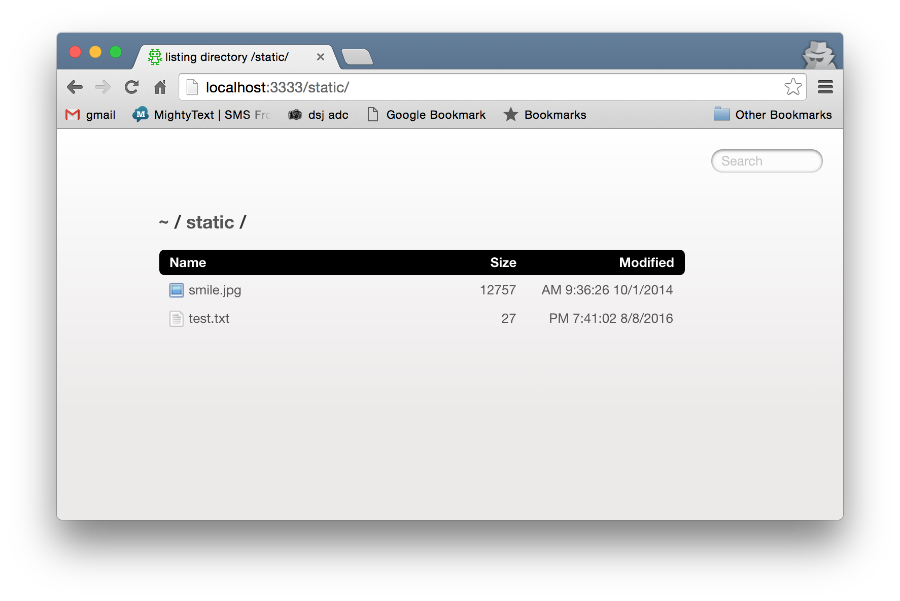 listing directory /static/
localhost:3333/static/
gmail MightyText | SMS Fro dsj adc Google Bookmark Bookmarks Other Bookmarks
Search
~ / static /
Name Size Modified
smile.jpg 12757 AM 9:36:26 10/1/2014
test.txt 27 PM 7:41:02 8/8/2016